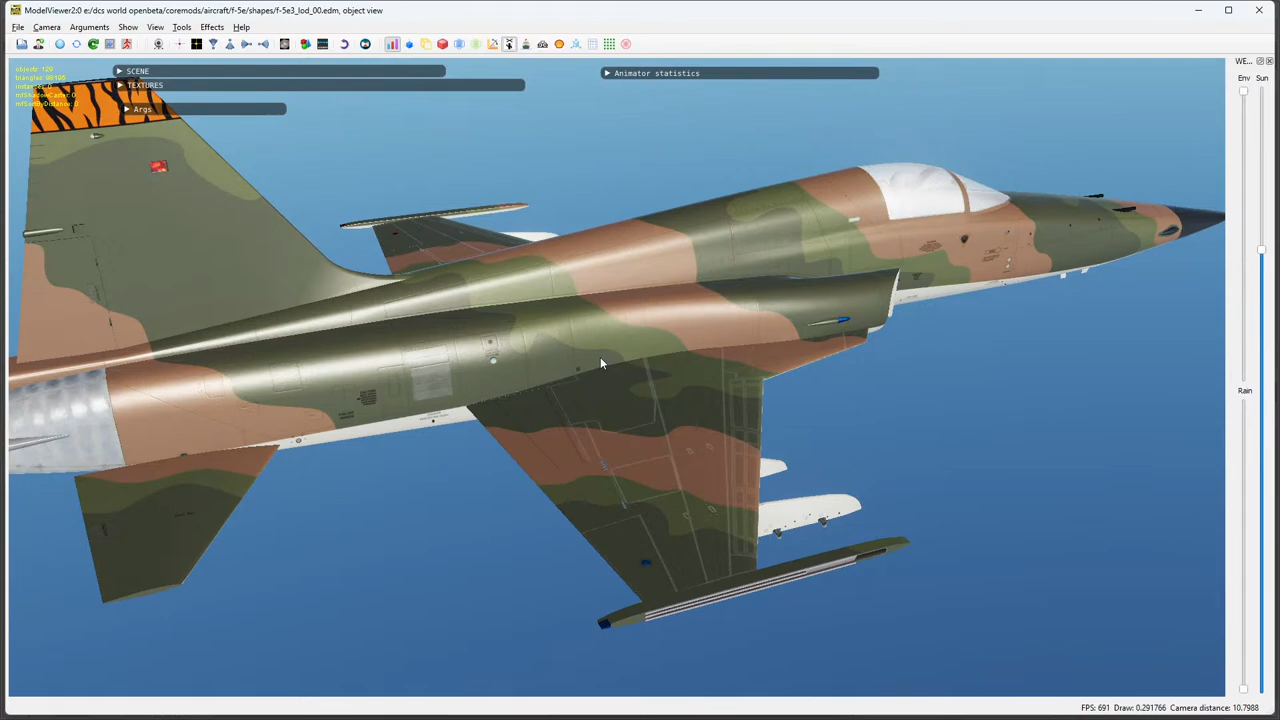 ModelViewer2:0 e:/dcs world openbeta/coremods/aircraft/f-5e/shapes/f-5e3_lod_00.edm, object view
File Camera Arguments Show View Tools Effects Help
SCENE
TEXTURES
Args
Animator statistics
WE...
Env Sun
Rain
FPS: 691 Draw: 0.291766 Camera distance: 10.7988